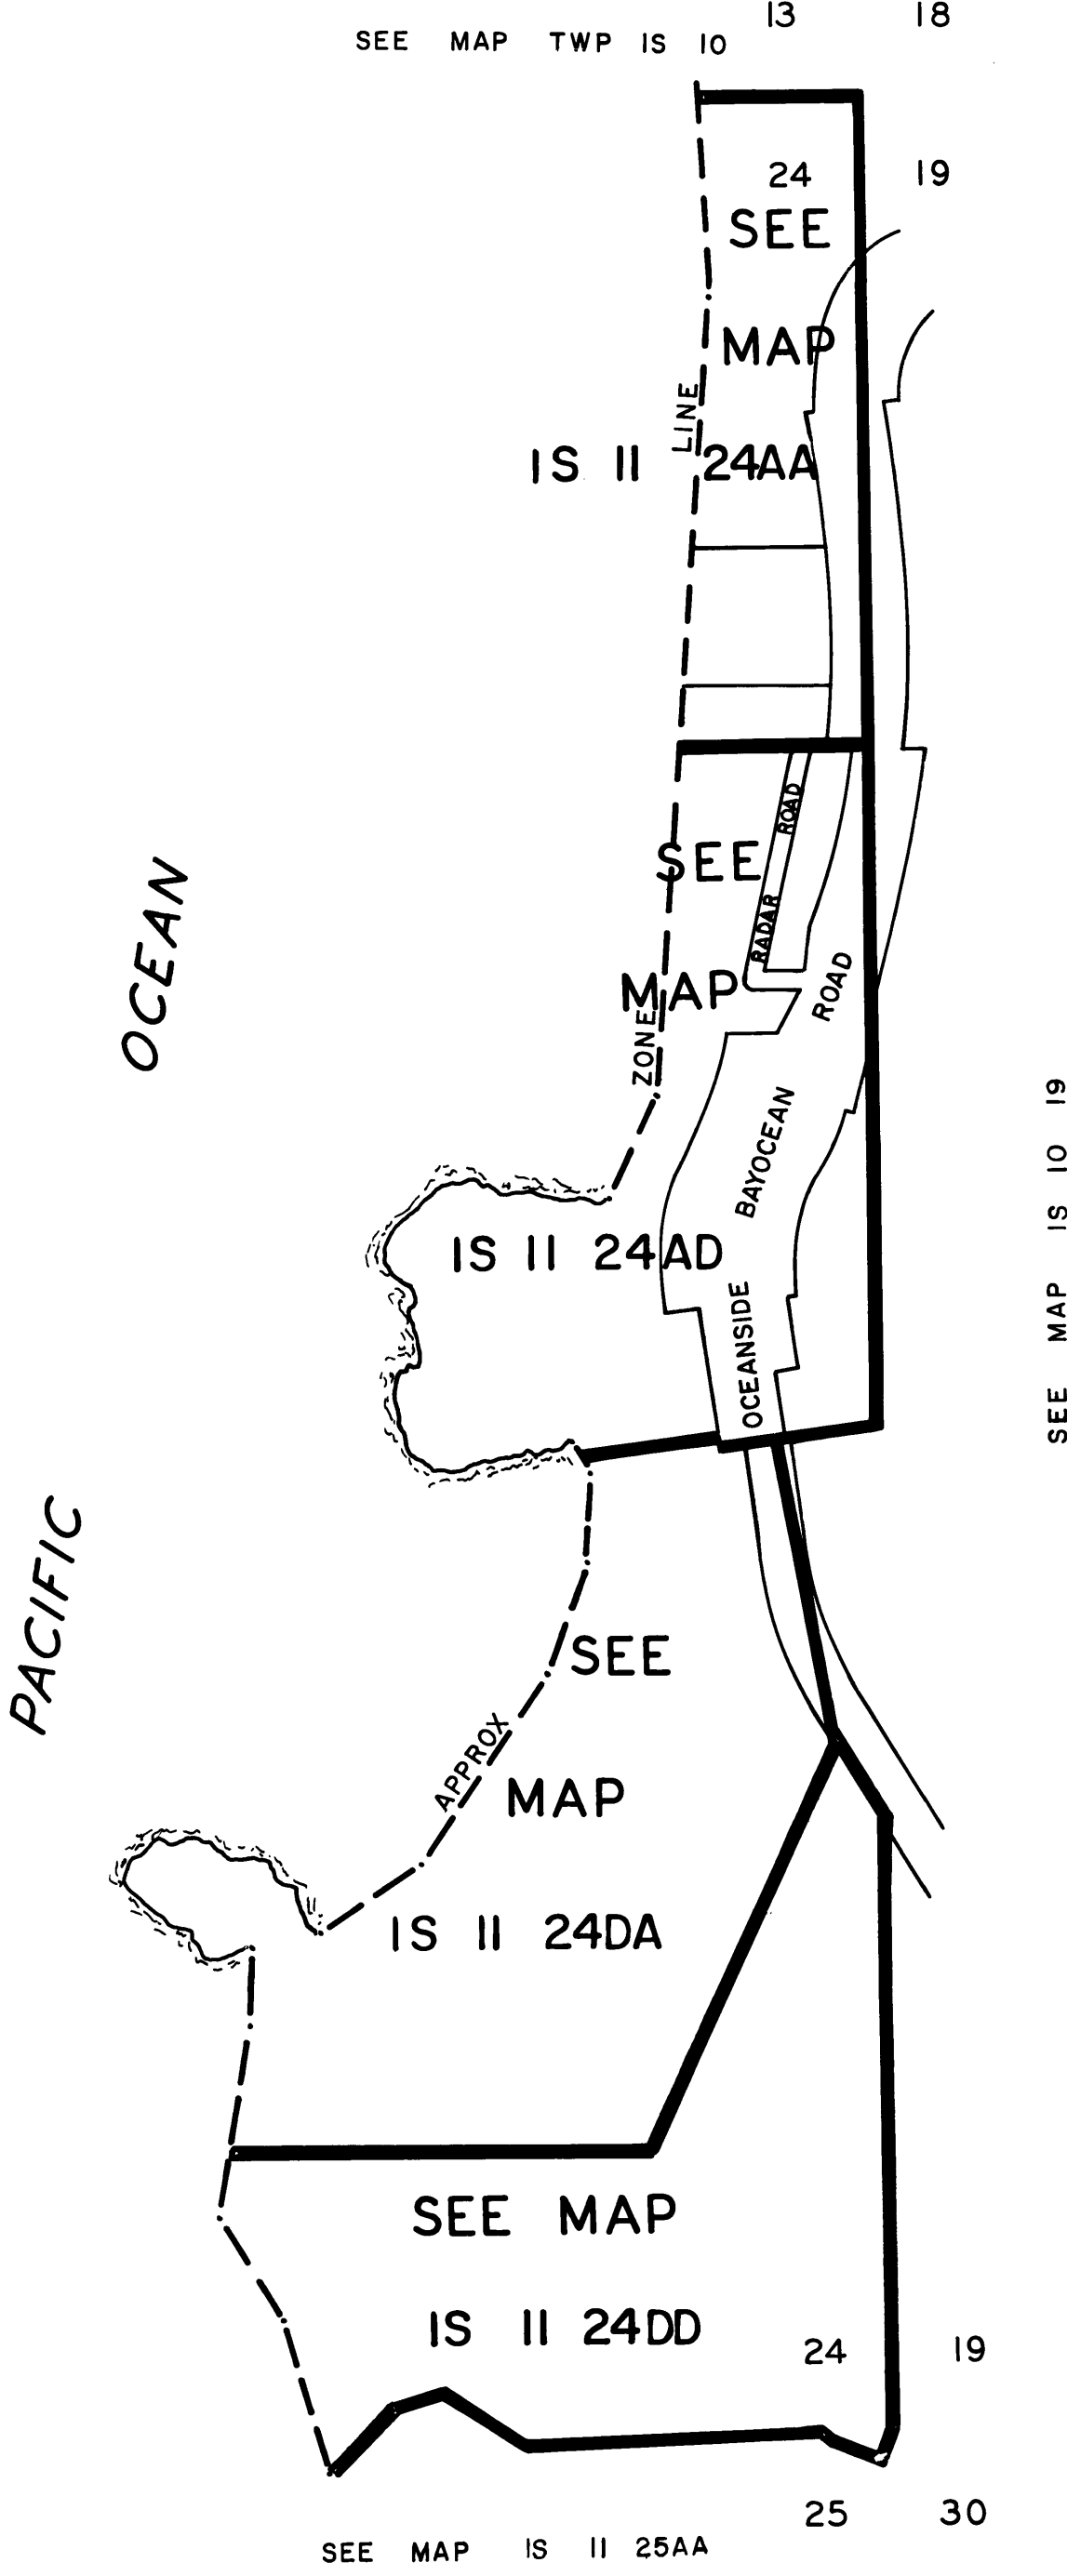 13 18
SEE MAP TWP IS 10
24 19
SEE
MAP
LINE
IS II 24AA
ROAD
SEE
RADAR
OCEAN
MAP
ROAD
ZONE
BAYOCEAN
SEE MAP IS 10 19
IS II 24AD
OCEANSIDE
PACIFIC
SEE
APPROX
MAP
IS II 24DA
SEE MAP
IS II 24DD
24 19
25 30
SEE MAP IS II 25AA